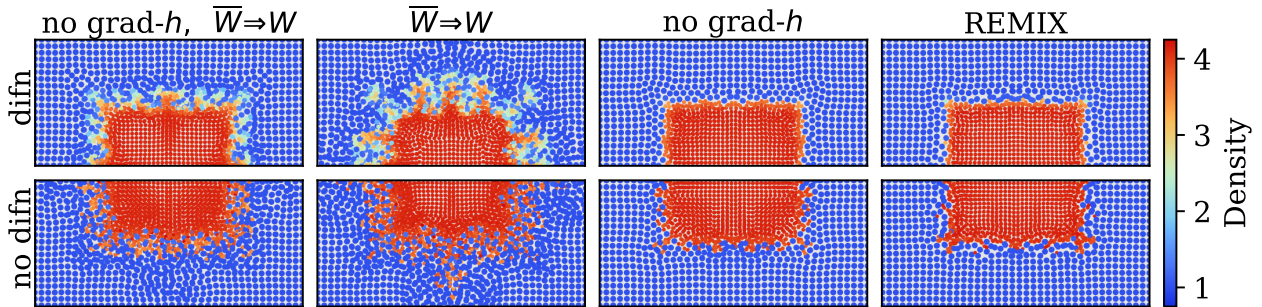 no grad-h, W̅⇒W
W̅⇒W
no grad-h
REMIX
difn
no difn
4
3
2
1
Density